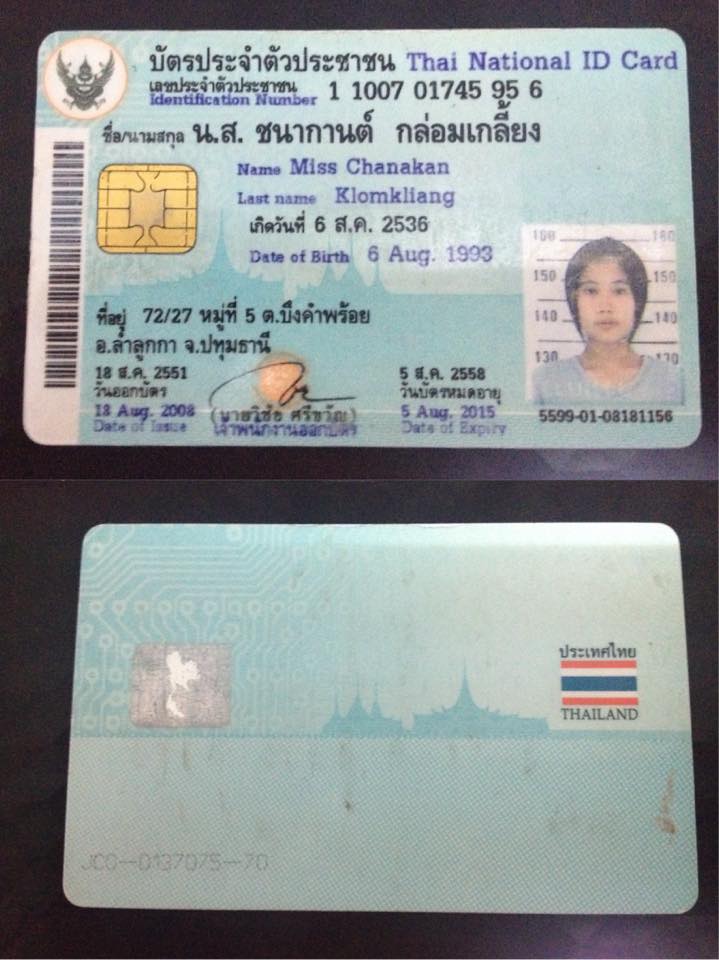 บัตรประจำตัวประชาชน Thai National ID Card
เลขประจำตัวประชาชน
Identification Number 1 1007 01745 95 6
ชื่อ/นามสกุล น.ส. ชนากานต์ กล่อมเกลี้ยง
Name Miss Chanakan
Last name Klomkliang
เกิดวันที่ 6 ส.ค. 2536
Date of Birth 6 Aug. 1993
180 180
150 150
140 140
130 130
ที่อยู่ 72/27 หมู่ที่ 5 ต.บึงคำพร้อย
อ.ลำลูกกา จ.ปทุมธานี
18 ส.ค. 2551
วันออกบัตร
18 Aug. 2008
Date of Issue
(นายวิชัย ศรีขวัญ)
เจ้าพนักงานออกบัตร
5 ส.ค. 2558
วันบัตรหมดอายุ
5 Aug. 2015
Date of Expiry
5599-01-08181156
ประเทศไทย
THAILAND
JC0-0137075-70